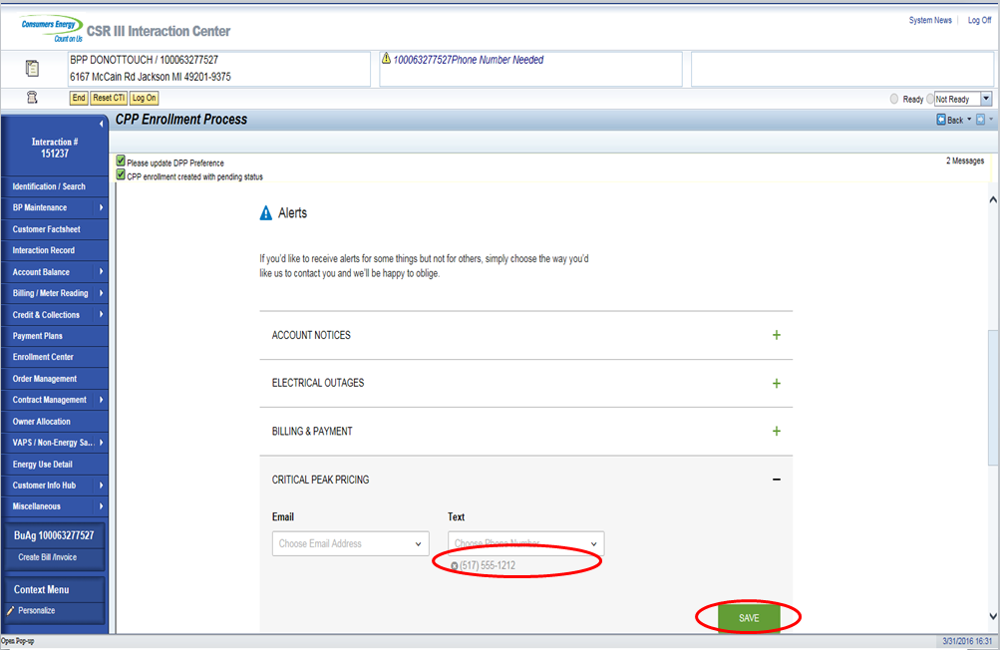 Consumers Energy
Count on Us
CSR III Interaction Center
System News
Log Off
BPP DONOTTOUCH / 100063277527
6167 McCain Rd Jackson MI 49201-9375
100063277527Phone Number Needed
End
Reset CTI
Log On
Ready
Not Ready
CPP Enrollment Process
Back
Interaction #
151237
Please update DPP Preference
2 Messages
CPP enrollment created with pending status
Identification / Search
BP Maintenance
Customer Factsheet
Interaction Record
Account Balance
Billing / Meter Reading
Credit & Collections
Payment Plans
Enrollment Center
Order Management
Contract Management
Owner Allocation
VAPS / Non-Energy Sa...
Energy Use Detail
Customer Info Hub
Miscellaneous
BuAg 100063277527
Create Bill /Invoice
Context Menu
Personalize
Alerts
If you'd like to receive alerts for some things but not for others, simply choose the way you'd
like us to contact you and we'll be happy to oblige.
ACCOUNT NOTICES
ELECTRICAL OUTAGES
BILLING & PAYMENT
CRITICAL PEAK PRICING
Email
Text
Choose Email Address
Choose Phone Number
(517) 555-1212
SAVE
Open Pop-up
3/31/2016 16:31